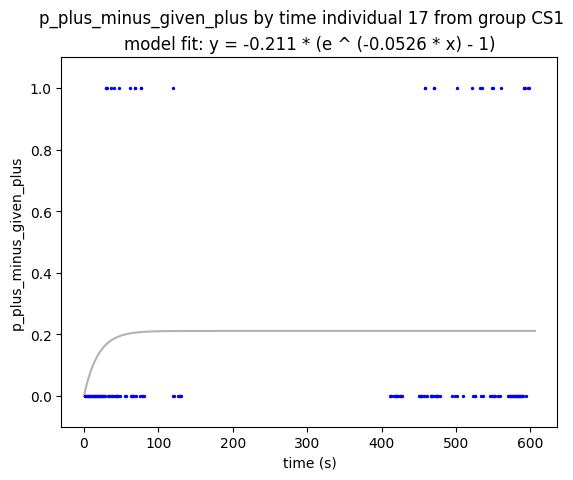 p_plus_minus_given_plus by time individual 17 from group CS1
model fit: y = -0.211 * (e ^ (-0.0526 * x) - 1)
1.0
0.8
0.6
0.4
0.2
0.0
p_plus_minus_given_plus
0 100 200 300 400 500 600
time (s)